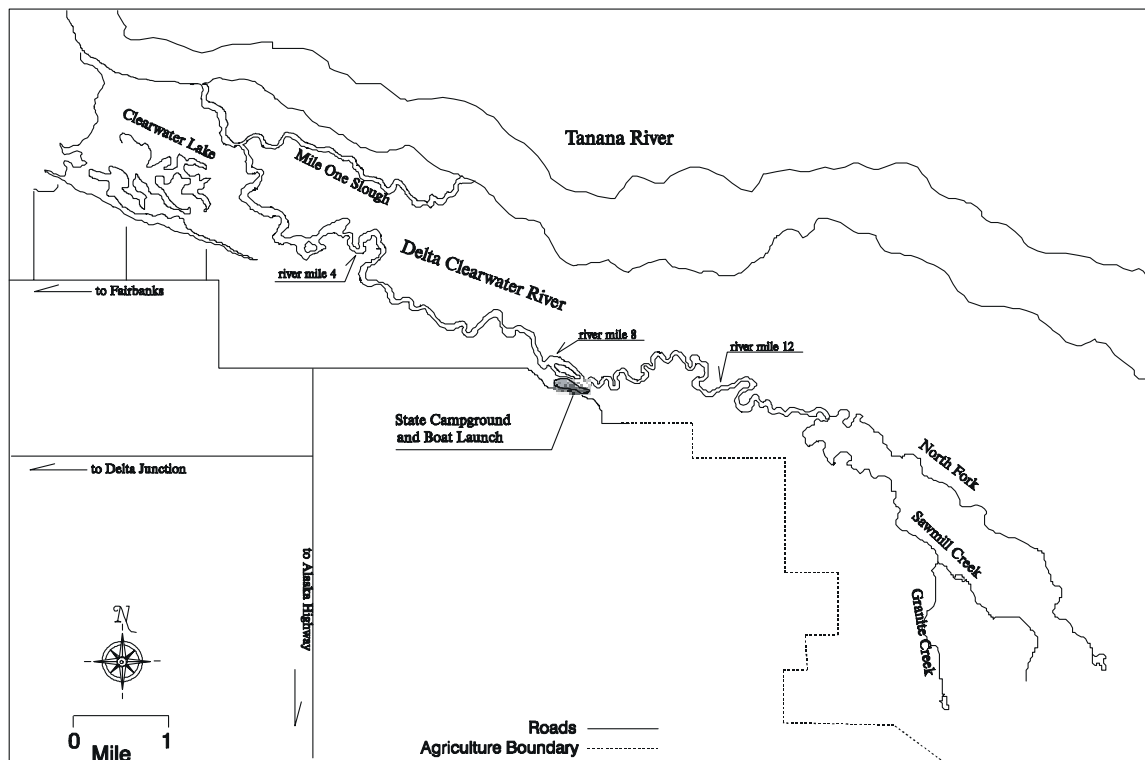 Tanana River
Clearwater Lake
Mile One Slough
Delta Clearwater River
river mile 4
to Fairbanks
river mile 8
river mile 12
State Campground
and Boat Launch
to Delta Junction
North Fork
Sawmill Creek
to Alaska Highway
Granite Creek
N
0 1
Mile
Roads
Agriculture Boundary